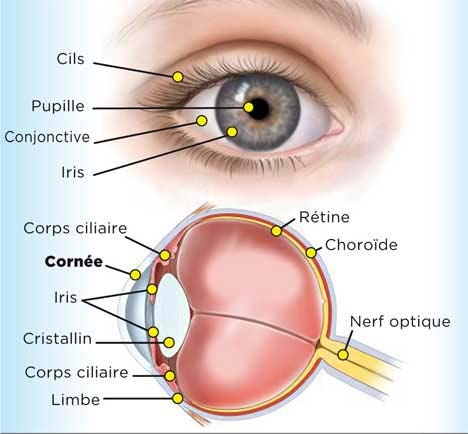 Cils
Pupille
Conjonctive
Iris
Corps ciliaire
Rétine
Choroïde
Cornée
Iris
Nerf optique
Cristallin
Corps ciliaire
Limbe